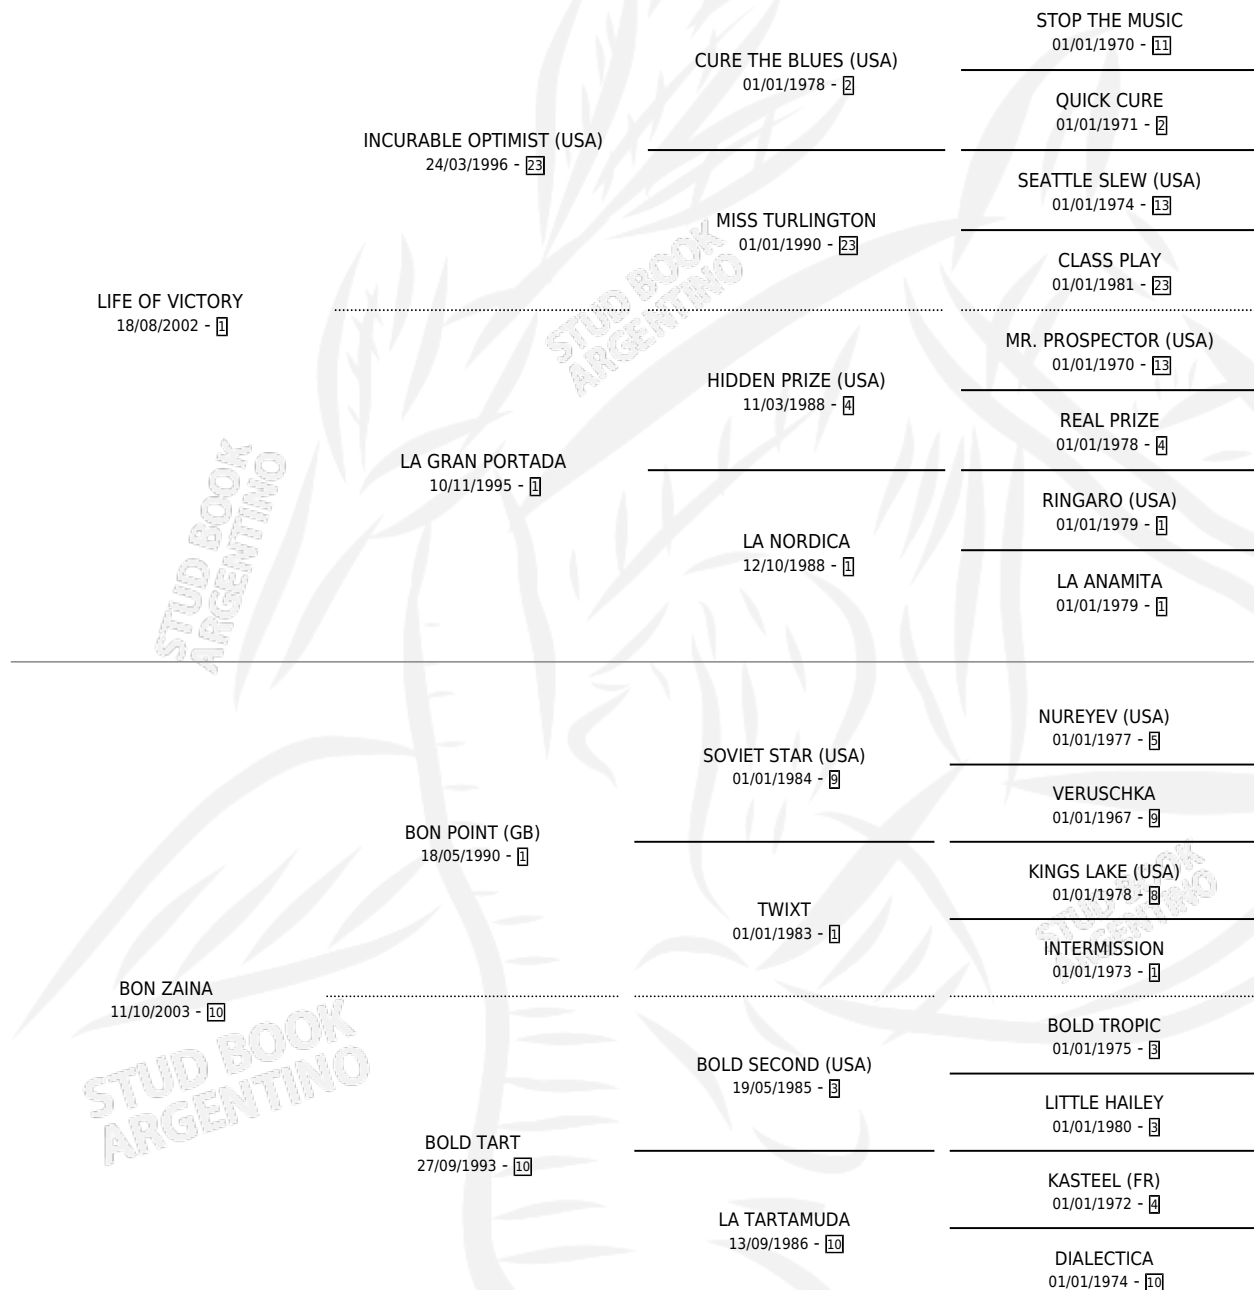 STOP THE MUSIC
01/01/1970 - 11
CURE THE BLUES (USA)
01/01/1978 - 2
QUICK CURE
01/01/1971 - 2
INCURABLE OPTIMIST (USA)
24/03/1996 - 23
SEATTLE SLEW (USA)
01/01/1974 - 13
MISS TURLINGTON
01/01/1990 - 23
CLASS PLAY
01/01/1981 - 23
LIFE OF VICTORY
18/08/2002 - 1
STUD BOOK
ARGENTINO
MR. PROSPECTOR (USA)
01/01/1970 - 13
HIDDEN PRIZE (USA)
11/03/1988 - 4
REAL PRIZE
01/01/1978 - 4
LA GRAN PORTADA
10/11/1995 - 1
RINGARO (USA)
01/01/1979 - 1
LA NORDICA
12/10/1988 - 1
LA ANAMITA
01/01/1979 - 1
STUD BOOK
ARGENTINO
NUREYEV (USA)
01/01/1977 - 5
SOVIET STAR (USA)
01/01/1984 - 9
VERUSCHKA
01/01/1967 - 9
BON POINT (GB)
18/05/1990 - 1
KINGS LAKE (USA)
01/01/1978 - 8
TWIXT
01/01/1983 - 1
INTERMISSION
01/01/1973 - 1
STUD BOOK
ARGENTINO
BON ZAINA
11/10/2003 - 10
BOLD TROPIC
01/01/1975 - 3
BOLD SECOND (USA)
19/05/1985 - 3
LITTLE HAILEY
01/01/1980 - 3
STUD BOOK
ARGENTINO
BOLD TART
27/09/1993 - 10
KASTEEL (FR)
01/01/1972 - 4
LA TARTAMUDA
13/09/1986 - 10
DIALECTICA
01/01/1974 - 10